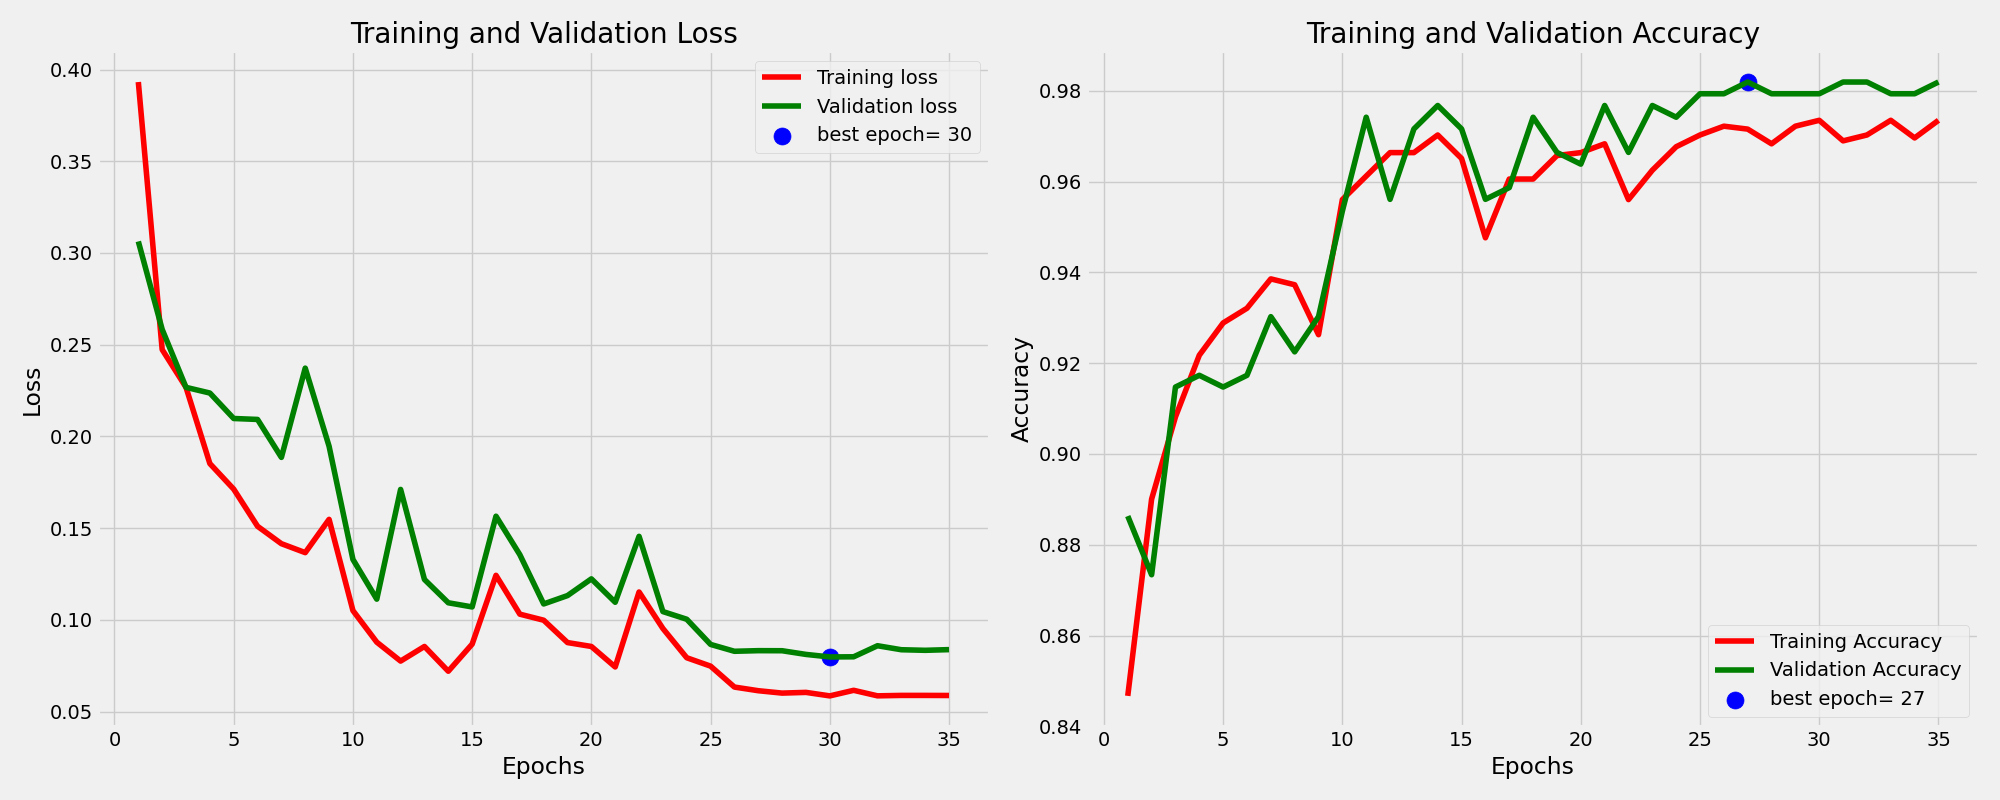 Training and Validation Loss
0.40
0.35
0.30
0.25
0.20
0.15
0.10
0.05
Loss
0 5 10 15 20 25 30 35
Epochs
Training loss
Validation loss
best epoch= 30
Training and Validation Accuracy
0.98
0.96
0.94
0.92
0.90
0.88
0.86
0.84
Accuracy
0 5 10 15 20 25 30 35
Epochs
Training Accuracy
Validation Accuracy
best epoch= 27